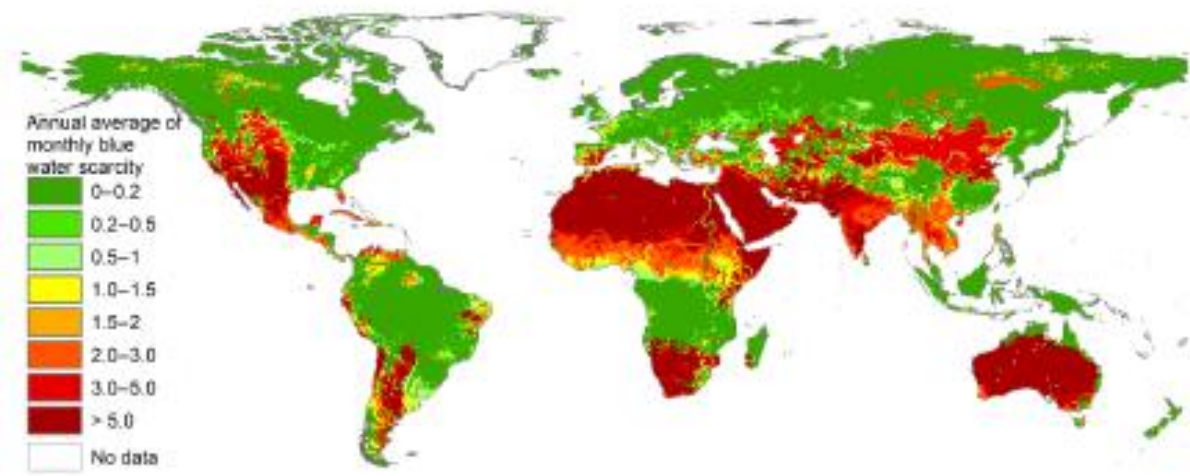 Annual average of
monthly blue
water scarcity
0–0.2
0.2–0.5
0.5–1
1.0–1.5
1.5–2
2.0–3.0
3.0–5.0
> 5.0
No data